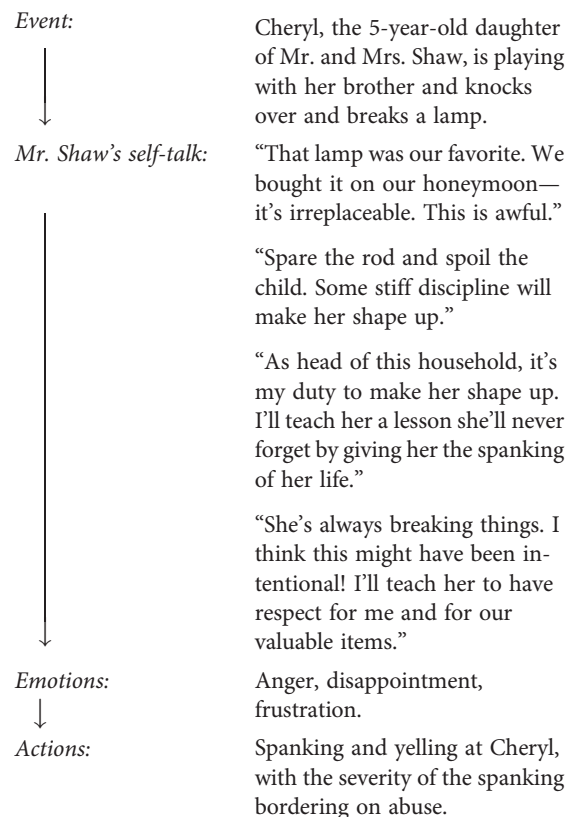 Event:
Cheryl, the 5-year-old daughter
of Mr. and Mrs. Shaw, is playing
with her brother and knocks
over and breaks a lamp.
Mr. Shaw's self-talk:
“That lamp was our favorite. We
bought it on our honeymoon—
it's irreplaceable. This is awful.”
“Spare the rod and spoil the
child. Some stiff discipline will
make her shape up.”
“As head of this household, it's
my duty to make her shape up.
I'll teach her a lesson she'll never
forget by giving her the spanking
of her life.”
“She's always breaking things. I
think this might have been in-
tentional! I'll teach her to have
respect for me and for our
valuable items.”
Emotions:
Anger, disappointment,
frustration.
Actions:
Spanking and yelling at Cheryl,
with the severity of the spanking
bordering on abuse.